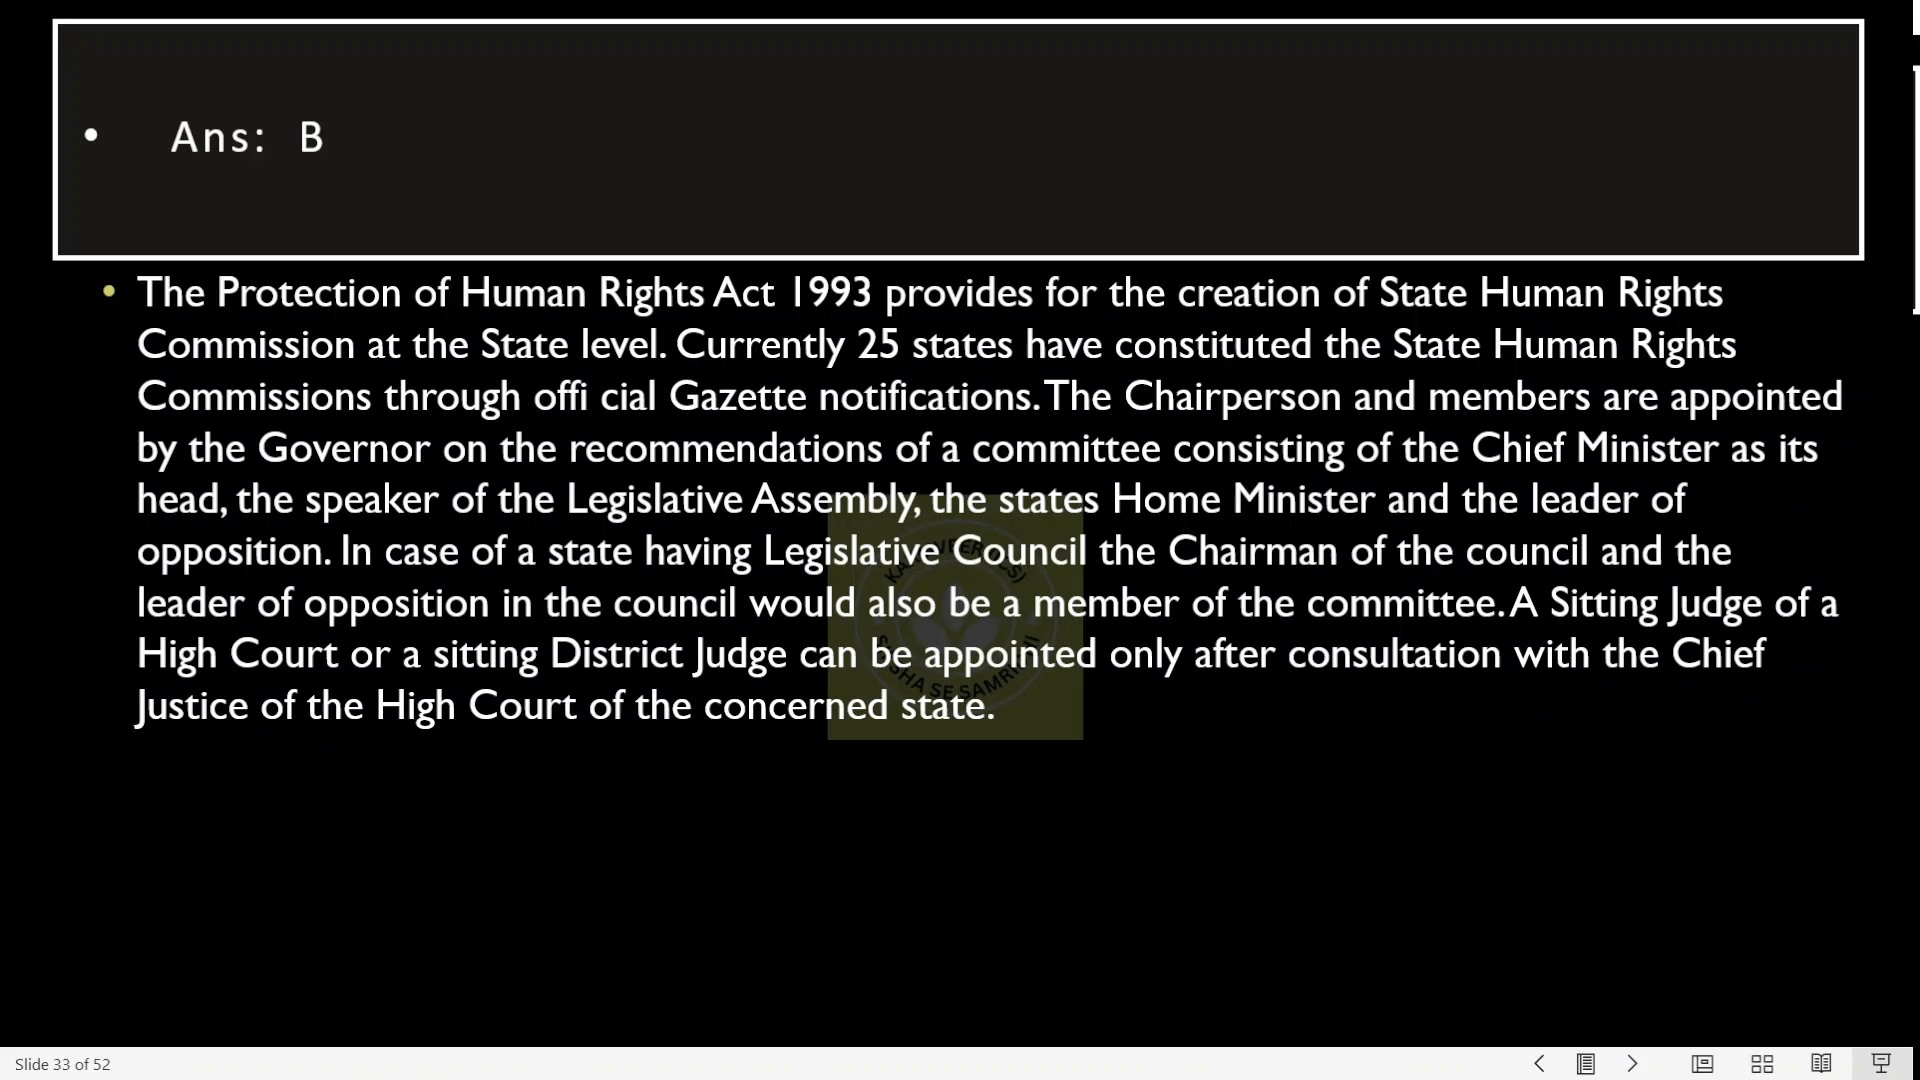 • Ans: B
• The Protection of Human Rights Act 1993 provides for the creation of State Human Rights
Commission at the State level. Currently 25 states have constituted the State Human Rights
Commissions through offi cial Gazette notifications. The Chairperson and members are appointed
by the Governor on the recommendations of a committee consisting of the Chief Minister as its
head, the speaker of the Legislative Assembly, the states Home Minister and the leader of
opposition. In case of a state having Legislative Council the Chairman of the council and the
leader of opposition in the council would also be a member of the committee. A Sitting Judge of a
High Court or a sitting District Judge can be appointed only after consultation with the Chief
Justice of the High Court of the concerned state.
SE SAMRIDHI
Slide 33 of 52